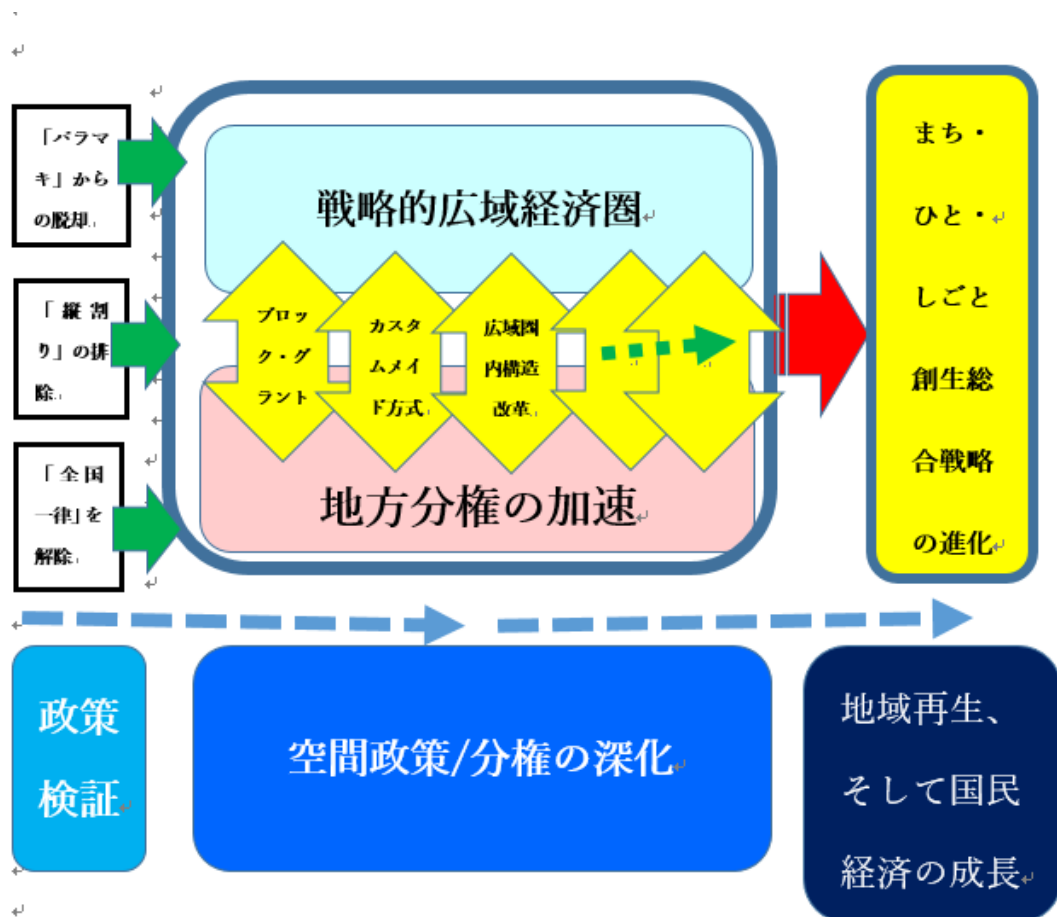 「バラマ
キ」から
の脱却
「縦割
り」の排
除
「全国
一律」を
解除
戦略的広域経済圏
ブロッ
ク・グ
ラント
カスタ
ムメイ
ド方式
広域圏
内構造
改革
地方分権の加速
まち・
ひと・
しごと
創生総
合戦略
の進化
政策
検証
空間政策/分権の深化
地域再生、
そして国民
経済の成長